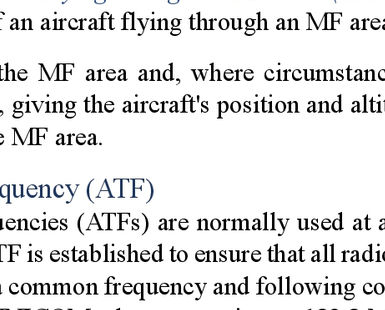 f an aircraft flying through an MF area
the MF area and, where circumstanc
, giving the aircraft's position and altit
e MF area.
quency (ATF)
uencies (ATFs) are normally used at a
TF is established to ensure that all radio
a common frequency and following co